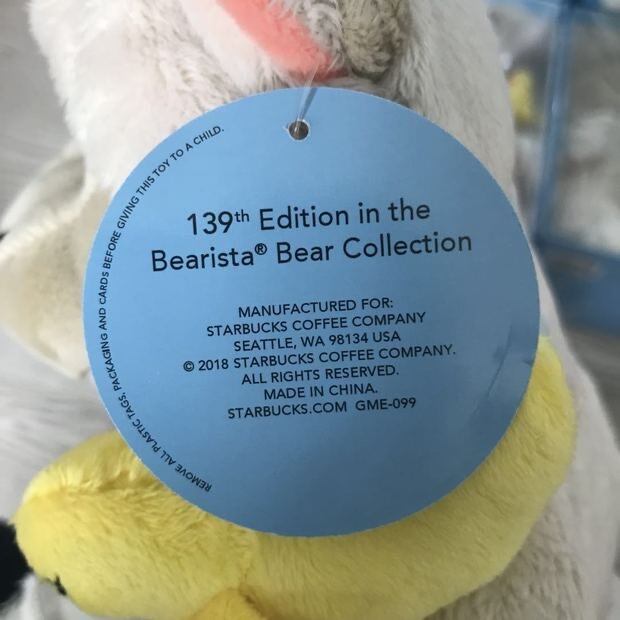 REMOVE ALL PLASTIC TAGS, PACKAGING AND CARDS BEFORE GIVING THIS TOY TO A CHILD.
139th Edition in the
Bearista® Bear Collection
MANUFACTURED FOR:
STARBUCKS COFFEE COMPANY
SEATTLE, WA 98134 USA
© 2018 STARBUCKS COFFEE COMPANY.
ALL RIGHTS RESERVED.
MADE IN CHINA.
STARBUCKS.COM GME-099